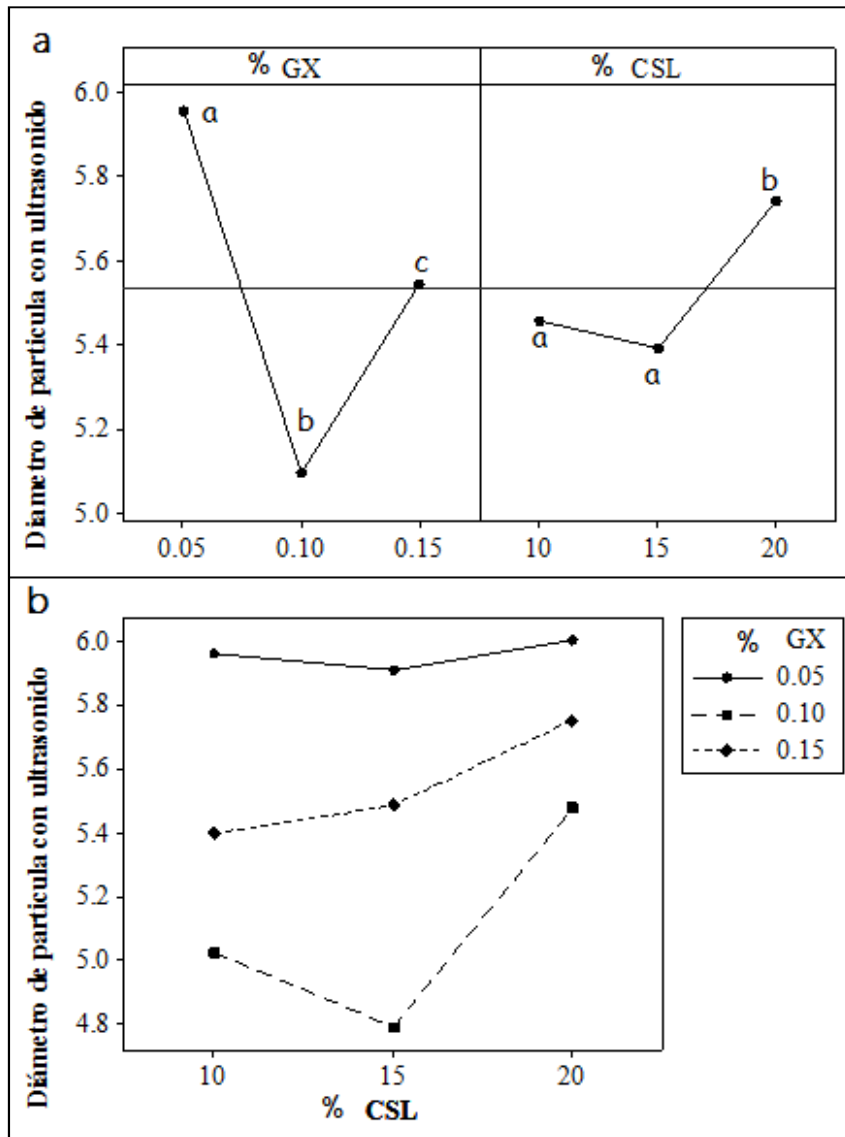 a
% GX
% CSL
Diametro de particula con ultrasonido
6.0
5.8
5.6
5.4
5.2
5.0
a
b
c
a
a
b
0.05 0.10 0.15
10 15 20
b
Diámetro de particula con ultrasonido
6.0
5.8
5.6
5.4
5.2
5.0
4.8
10 15 20
% CSL
% GX
0.05
0.10
0.15